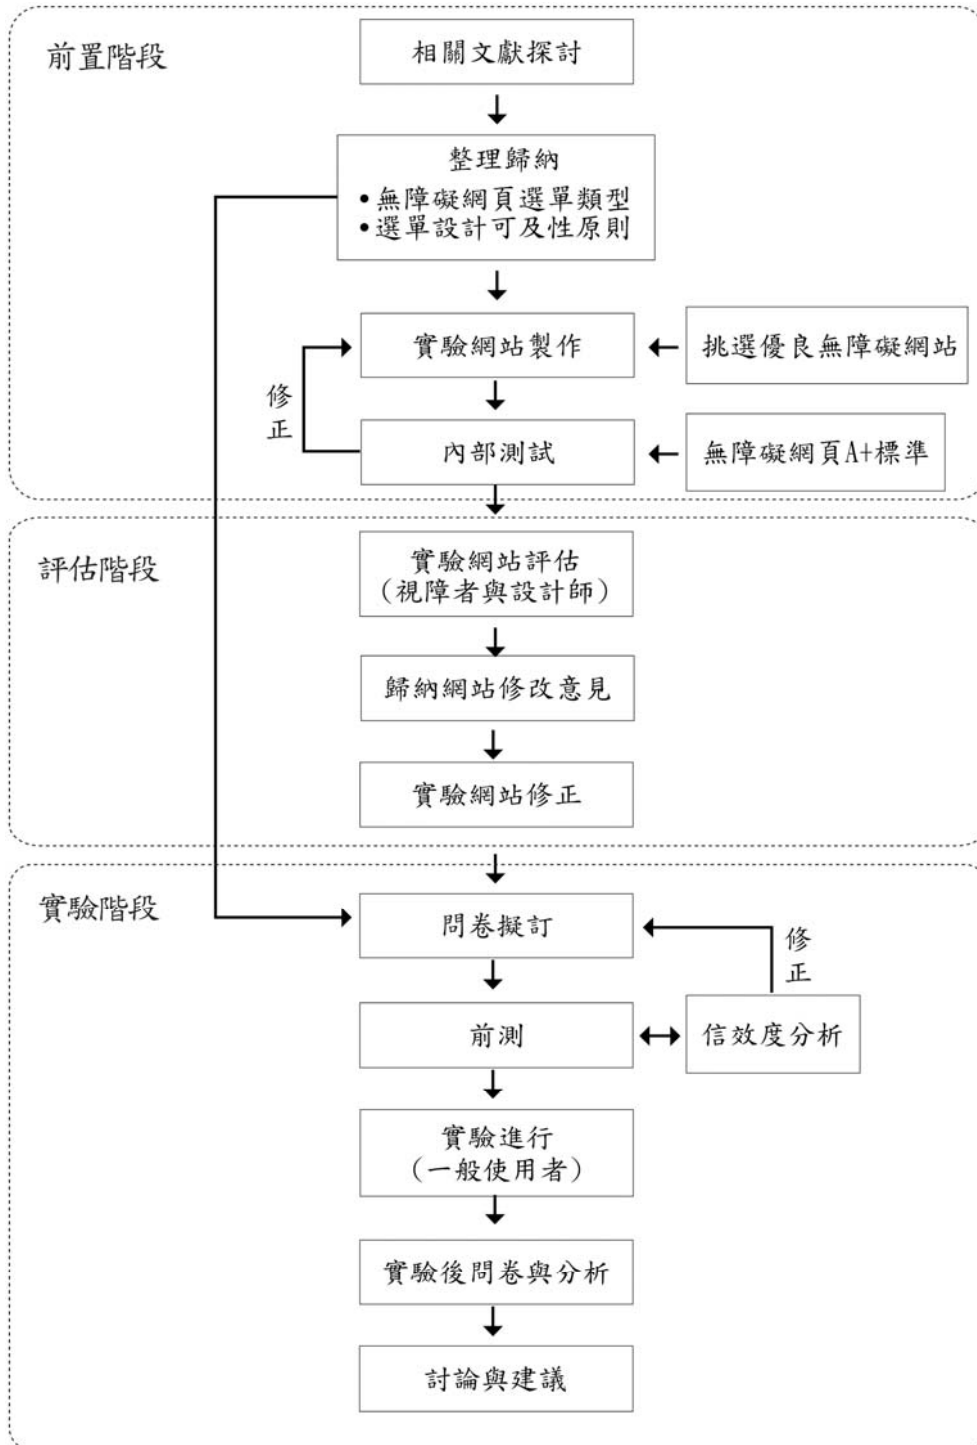 前置階段
相關文獻探討
整理歸納
•無障礙網頁選單類型
•選單設計可及性原則
實驗網站製作
挑選優良無障礙網站
修
正
內部測試
無障礙網頁A+標準
評估階段
實驗網站評估
(視障者與設計師)
歸納網站修改意見
實驗網站修正
實驗階段
問卷擬訂
修
正
前測
信效度分析
實驗進行
(一般使用者)
實驗後問卷與分析
討論與建議